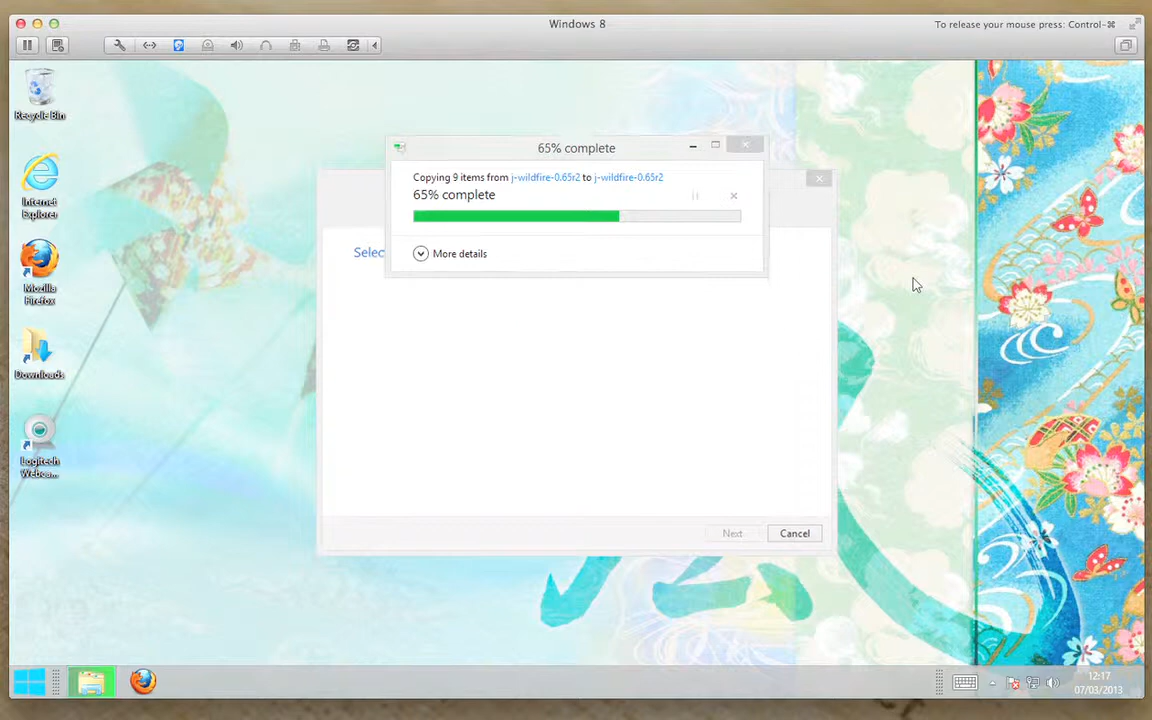 Windows 8
To release your mouse press: Control-⌘
Recycle Bin
Internet
Explorer
Mozilla
Firefox
Downloads
Logitech
Webca...
65% complete
Copying 9 items from j-wildfire-0.65r2 to j-wildfire-0.65r2
65% complete
More details
Selec
Next
Cancel
12:17
07/03/2013